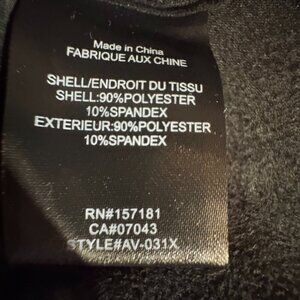 Made in China
FABRIQUE AUX CHINE
SHELL/ENDROIT DU TISSU
SHELL:90%POLYESTER
10%SPANDEX
EXTERIEUR:90%POLYESTER
10%SPANDEX
RN#157181
CA#07043
STYLE#AV-031X